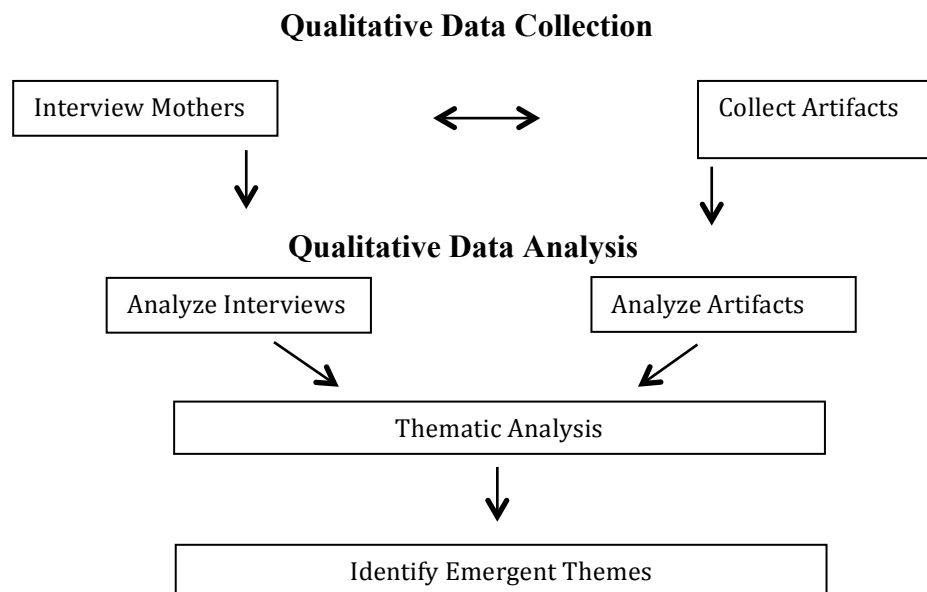 Qualitative Data Collection
Interview Mothers
Collect Artifacts
Qualitative Data Analysis
Analyze Interviews
Analyze Artifacts
Thematic Analysis
Identify Emergent Themes